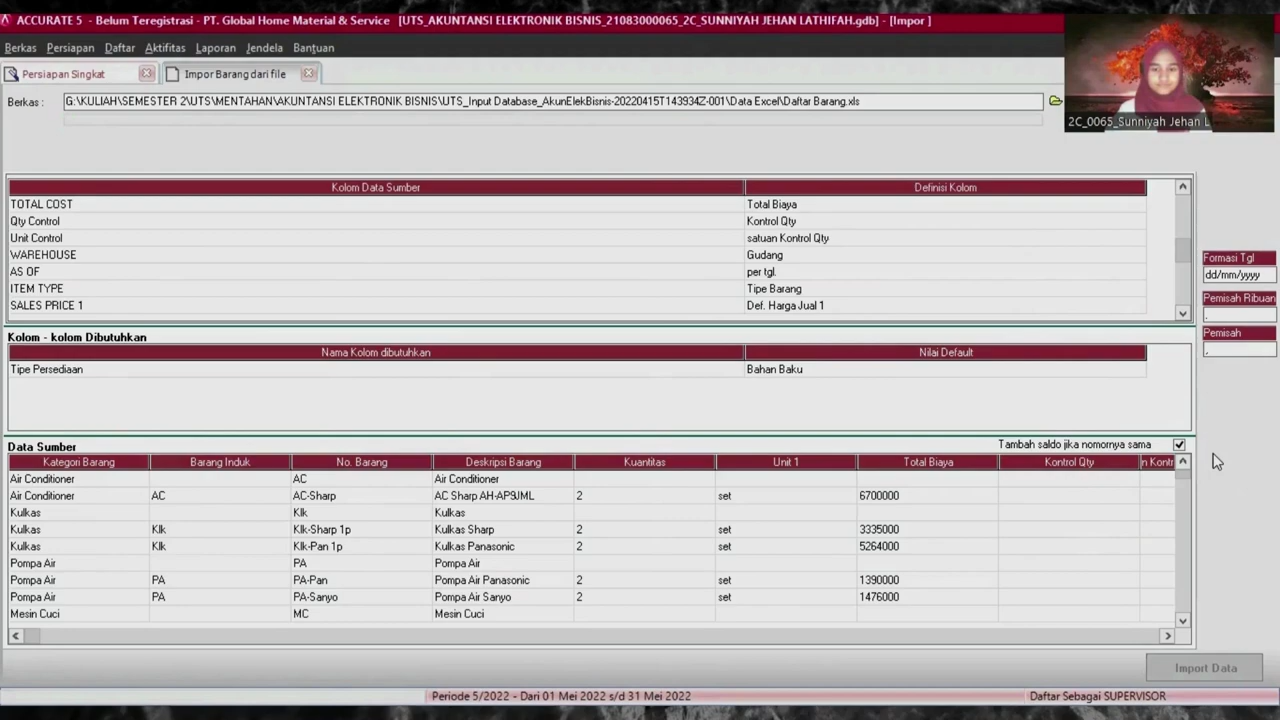 ACCURATE 5 - Belum Teregistrasi - PT. Global Home Material & Service [UTS_AKUNTANSI ELEKTRONIK BISNIS_21083000065_2C_SUNNIYAH JEHAN LATHIFAH.gdb] - [Impor ]
Berkas Persiapan Daftar Aktifitas Laporan Jendela Bantuan
Persiapan Singkat Impor Barang dari file
Berkas : G:\KULIAH\SEMESTER 2\UTS\MENTAHAN\AKUNTANSI ELEKTRONIK BISNIS\UTS_Input Database_AkunElekBisnis-20220415T143934Z-001\Data Excel\Daftar Barang.xls
2C_0065_Sunniyah Jehan L
Kolom Data Sumber Definisi Kolom
TOTAL COST Total Biaya
Qty Control Kontrol Qty
Unit Control satuan Kontrol Qty
WAREHOUSE Gudang
AS OF per tgl.
ITEM TYPE Tipe Barang
SALES PRICE 1 Def. Harga Jual 1
Formasi Tgl
dd/mm/yyyy
Pemisah Ribuan
.
Pemisah
,
Kolom - kolom Dibutuhkan
Nama Kolom dibutuhkan Nilai Default
Tipe Persediaan Bahan Baku
Data Sumber Tambah saldo jika nomornya sama
Kategori Barang Barang Induk No. Barang Deskripsi Barang Kuantitas Unit 1 Total Biaya Kontrol Qty n Kontr
Air Conditioner AC Air Conditioner
Air Conditioner AC AC-Sharp AC Sharp AH-AP9JML 2 set 6700000
Kulkas Klk Kulkas
Kulkas Klk Klk-Sharp 1p Kulkas Sharp 2 set 3335000
Kulkas Klk Klk-Pan 1p Kulkas Panasonic 2 set 5264000
Pompa Air PA Pompa Air
Pompa Air PA PA-Pan Pompa Air Panasonic 2 set 1390000
Pompa Air PA PA-Sanyo Pompa Air Sanyo 2 set 1476000
Mesin Cuci MC Mesin Cuci
Import Data
Periode 5/2022 - Dari 01 Mei 2022 s/d 31 Mei 2022 Daftar Sebagai SUPERVISOR